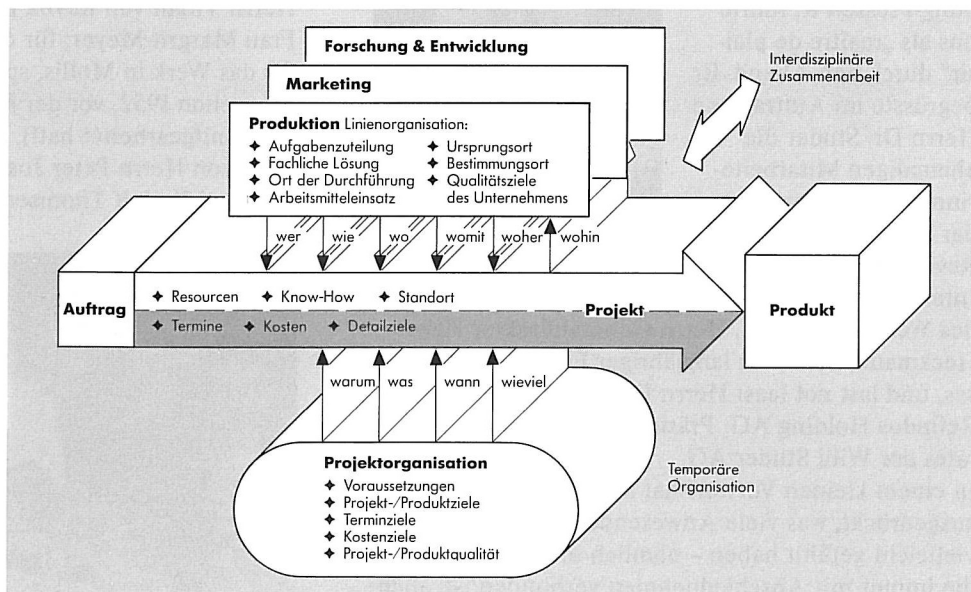 Forschung & Entwicklung
Interdisziplinäre
Zusammenarbeit
Marketing
Produktion Linienorganisation:
✦ Aufgabenzuteilung ✦ Ursprungsort
✦ Fachliche Lösung ✦ Bestimmungsort
✦ Ort der Durchführung ✦ Qualitätsziele
✦ Arbeitsmitteleinsatz des Unternehmens
wer wie wo womit woher wohin
Auftrag
✦ Resourcen ✦ Know-How ✦ Standort
Projekt
✦ Termine ✦ Kosten ✦ Detailziele
Produkt
warum was wann wieviel
Projektorganisation
✦ Voraussetzungen
✦ Projekt-/Produktziele
✦ Terminziele
✦ Kostenziele
✦ Projekt-/Produktqualität
Temporäre
Organisation